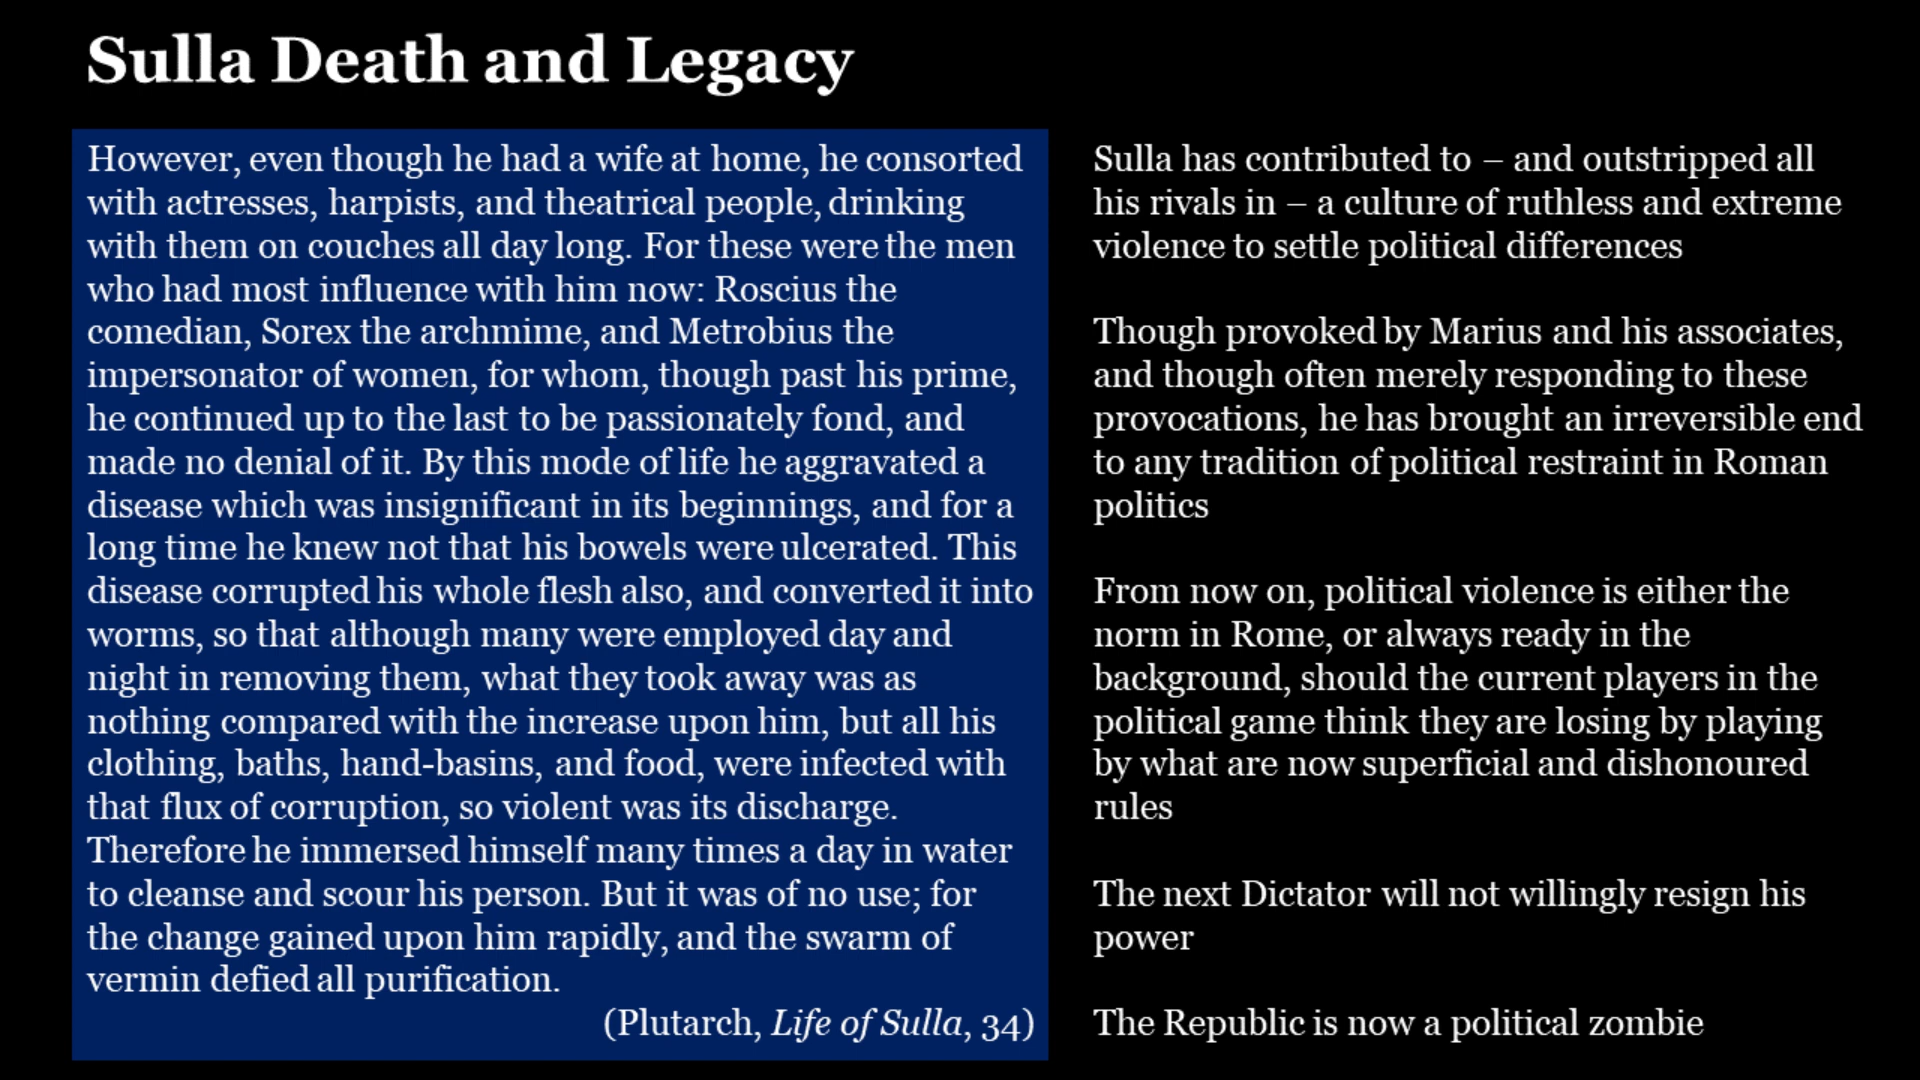 Sulla Death and Legacy
However, even though he had a wife at home, he consorted
with actresses, harpists, and theatrical people, drinking
with them on couches all day long. For these were the men
who had most influence with him now: Roscius the
comedian, Sorex the archmime, and Metrobius the
impersonator of women, for whom, though past his prime,
he continued up to the last to be passionately fond, and
made no denial of it. By this mode of life he aggravated a
disease which was insignificant in its beginnings, and for a
long time he knew not that his bowels were ulcerated. This
disease corrupted his whole flesh also, and converted it into
worms, so that although many were employed day and
night in removing them, what they took away was as
nothing compared with the increase upon him, but all his
clothing, baths, hand-basins, and food, were infected with
that flux of corruption, so violent was its discharge.
Therefore he immersed himself many times a day in water
to cleanse and scour his person. But it was of no use; for
the change gained upon him rapidly, and the swarm of
vermin defied all purification.
(Plutarch, Life of Sulla, 34)
Sulla has contributed to – and outstripped all
his rivals in – a culture of ruthless and extreme
violence to settle political differences
Though provoked by Marius and his associates,
and though often merely responding to these
provocations, he has brought an irreversible end
to any tradition of political restraint in Roman
politics
From now on, political violence is either the
norm in Rome, or always ready in the
background, should the current players in the
political game think they are losing by playing
by what are now superficial and dishonoured
rules
The next Dictator will not willingly resign his
power
The Republic is now a political zombie